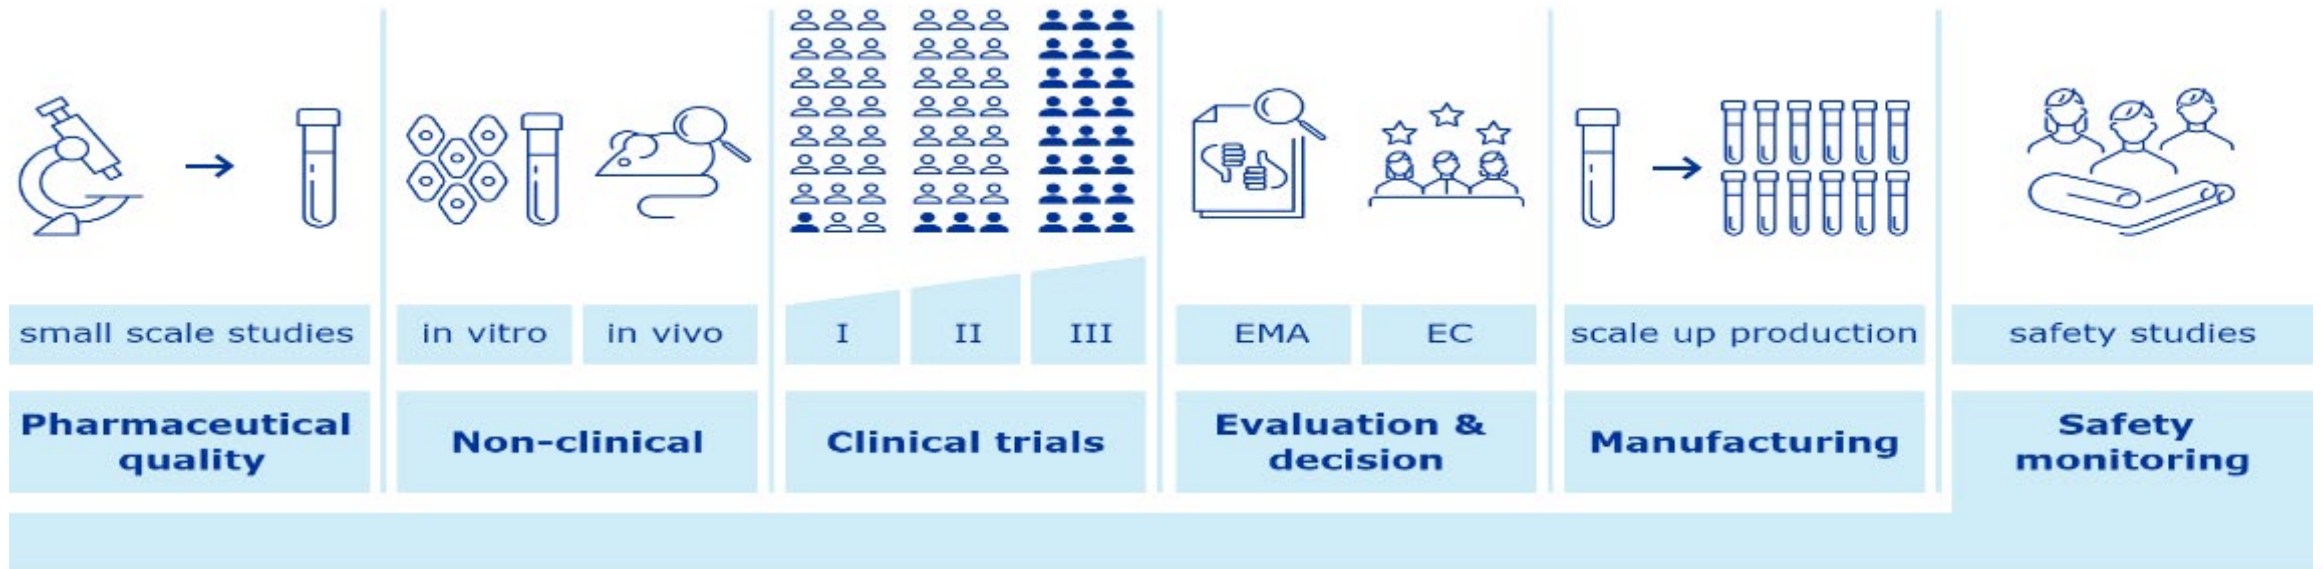 small scale studies
in vitro
in vivo
I
II
III
EMA
EC
scale up production
safety studies
Pharmaceutical
quality
Non-clinical
Clinical trials
Evaluation &
decision
Manufacturing
Safety
monitoring